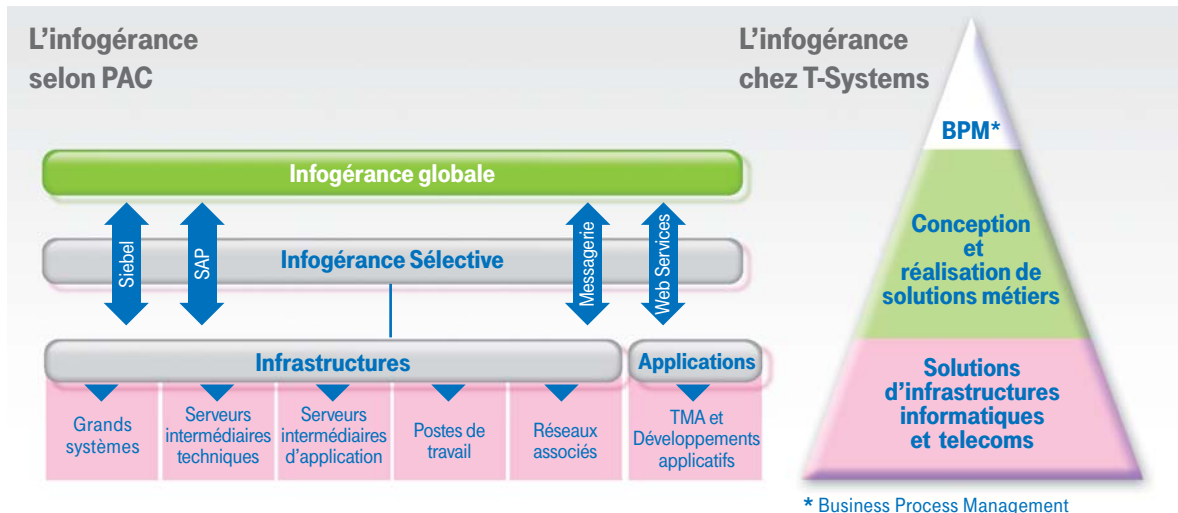 L'infogérance
selon PAC
Infogérance globale
Siebel
SAP
Messagerie
Web Services
Infogérance Sélective
Infrastructures
Applications
Grands
systèmes
Serveurs
intermédiaires
techniques
Serveurs
intermédiaires
d'application
Postes de
travail
Réseaux
associés
TMA et
Développements
applicatifs
L'infogérance
chez T-Systems
BPM*
Conception
et
réalisation de
solutions métiers
Solutions
d'infrastructures
informatiques
et telecoms
* Business Process Management